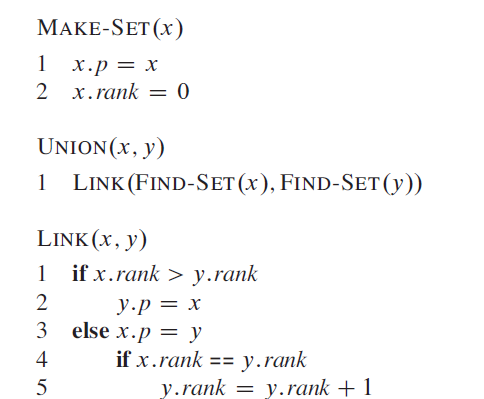 MAKE-SET(x)
1 x.p = x
2 x.rank = 0
UNION(x, y)
1 LINK(FIND-SET(x), FIND-SET(y))
LINK(x, y)
1 if x.rank > y.rank
2 y.p = x
3 else x.p = y
4 if x.rank == y.rank
5 y.rank = y.rank + 1